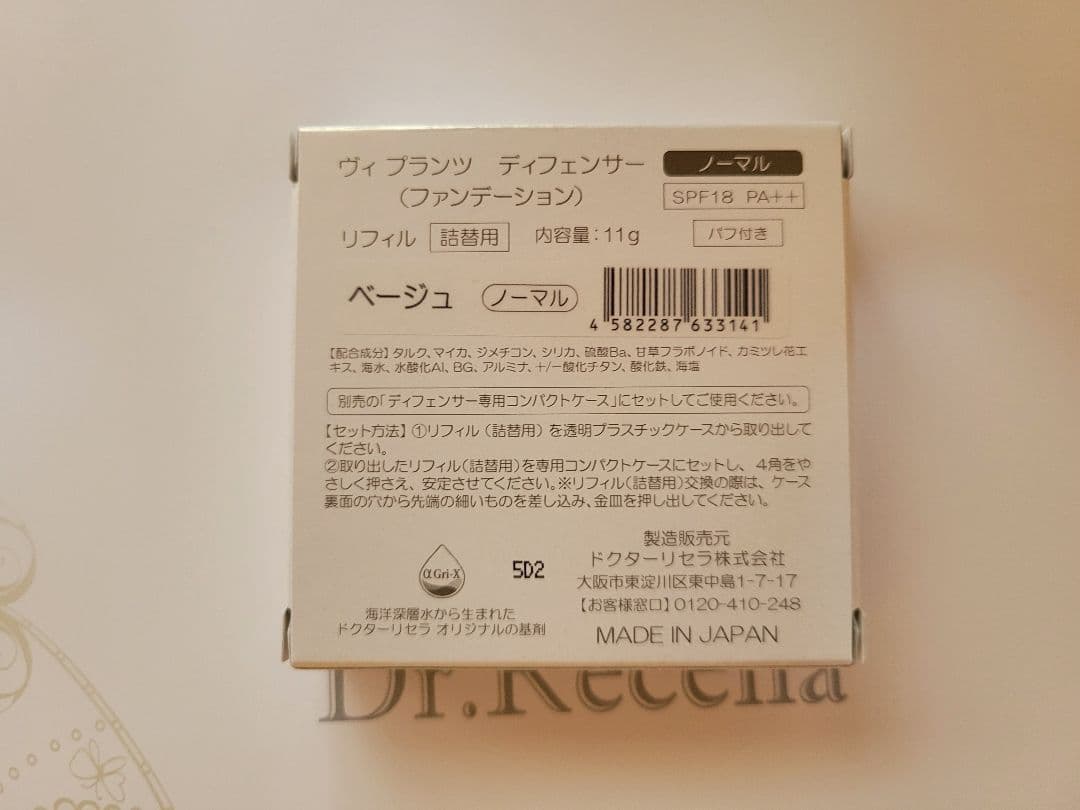 ヴィ プランツ ディフェンサー ノーマル
(ファンデーション) SPF18 PA++
リフィル 詰替用 内容量:11g パフ付き
ベージュ ノーマル
4 582287 633141
【配合成分】タルク、マイカ、ジメチコン、シリカ、硫酸Ba、甘草フラボノイド、カミツレ花エ
キス、海水、水酸化Al、BG、アルミナ、+/-酸化チタン、酸化鉄、海塩
別売の「ディフェンサー専用コンパクトケース」にセットしてご使用ください。
【セット方法】①リフィル(詰替用)を透明プラスチックケースから取り出して
ください。
②取り出したリフィル(詰替用)を専用コンパクトケースにセットし、4角をや
さしく押さえ、安定させてください。※リフィル(詰替用)交換の際は、ケース
裏面の穴から先端の細いものを差し込み、金皿を押し出してください。
αGri-X
海洋深層水から生まれた
ドクターリセラ オリジナルの基剤
5D2
製造販売元
ドクターリセラ株式会社
大阪市東淀川区東中島1-7-17
【お客様窓口】0120-410-248
MADE IN JAPAN
Dr.Recella